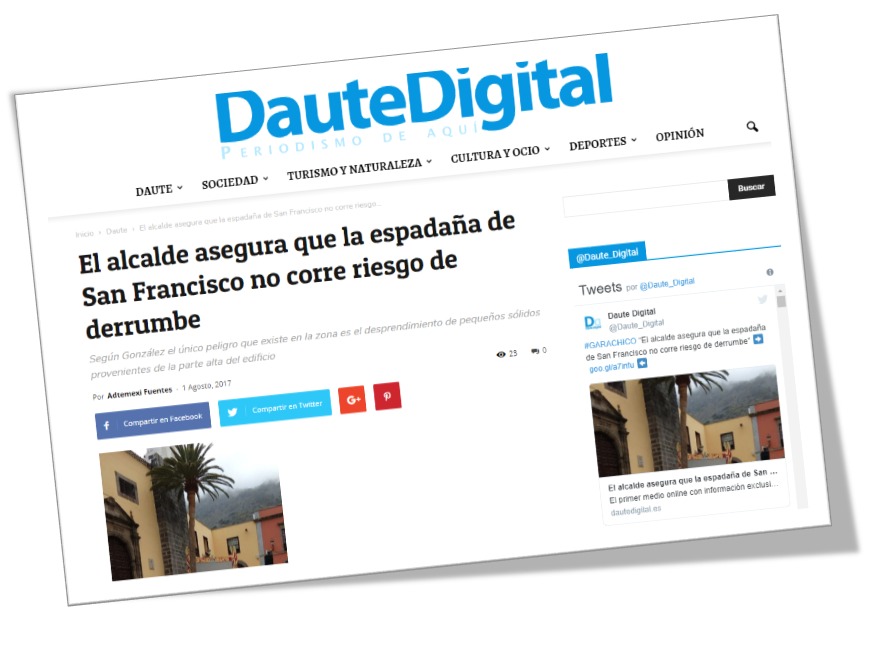 DauteDigital
PERIODISMO DE AQUÍ
DAUTE SOCIEDAD TURISMO Y NATURALEZA CULTURA Y OCIO DEPORTES OPINIÓN
Buscar
Inicio › Daute › El alcalde asegura que la espadaña de San Francisco no corre riesgo...
El alcalde asegura que la espadaña de
San Francisco no corre riesgo de
derrumbe
Según González el único peligro que existe en la zona es el desprendimiento de pequeños sólidos
provenientes de la parte alta del edificio
Por Adtemexi Fuentes - 1 Agosto, 2017
23 0
Compartir en Facebook Compartir en Twitter G+
@Daute_Digital
Tweets por @Daute_Digital
Daute Digital
@Daute_Digital
#GARACHICO "El alcalde asegura que la espadaña
de San Francisco no corre riesgo de derrumbe"
El alcalde asegura que la espadaña de San ...
El primer medio online con información exclusi...
dautedigital.es